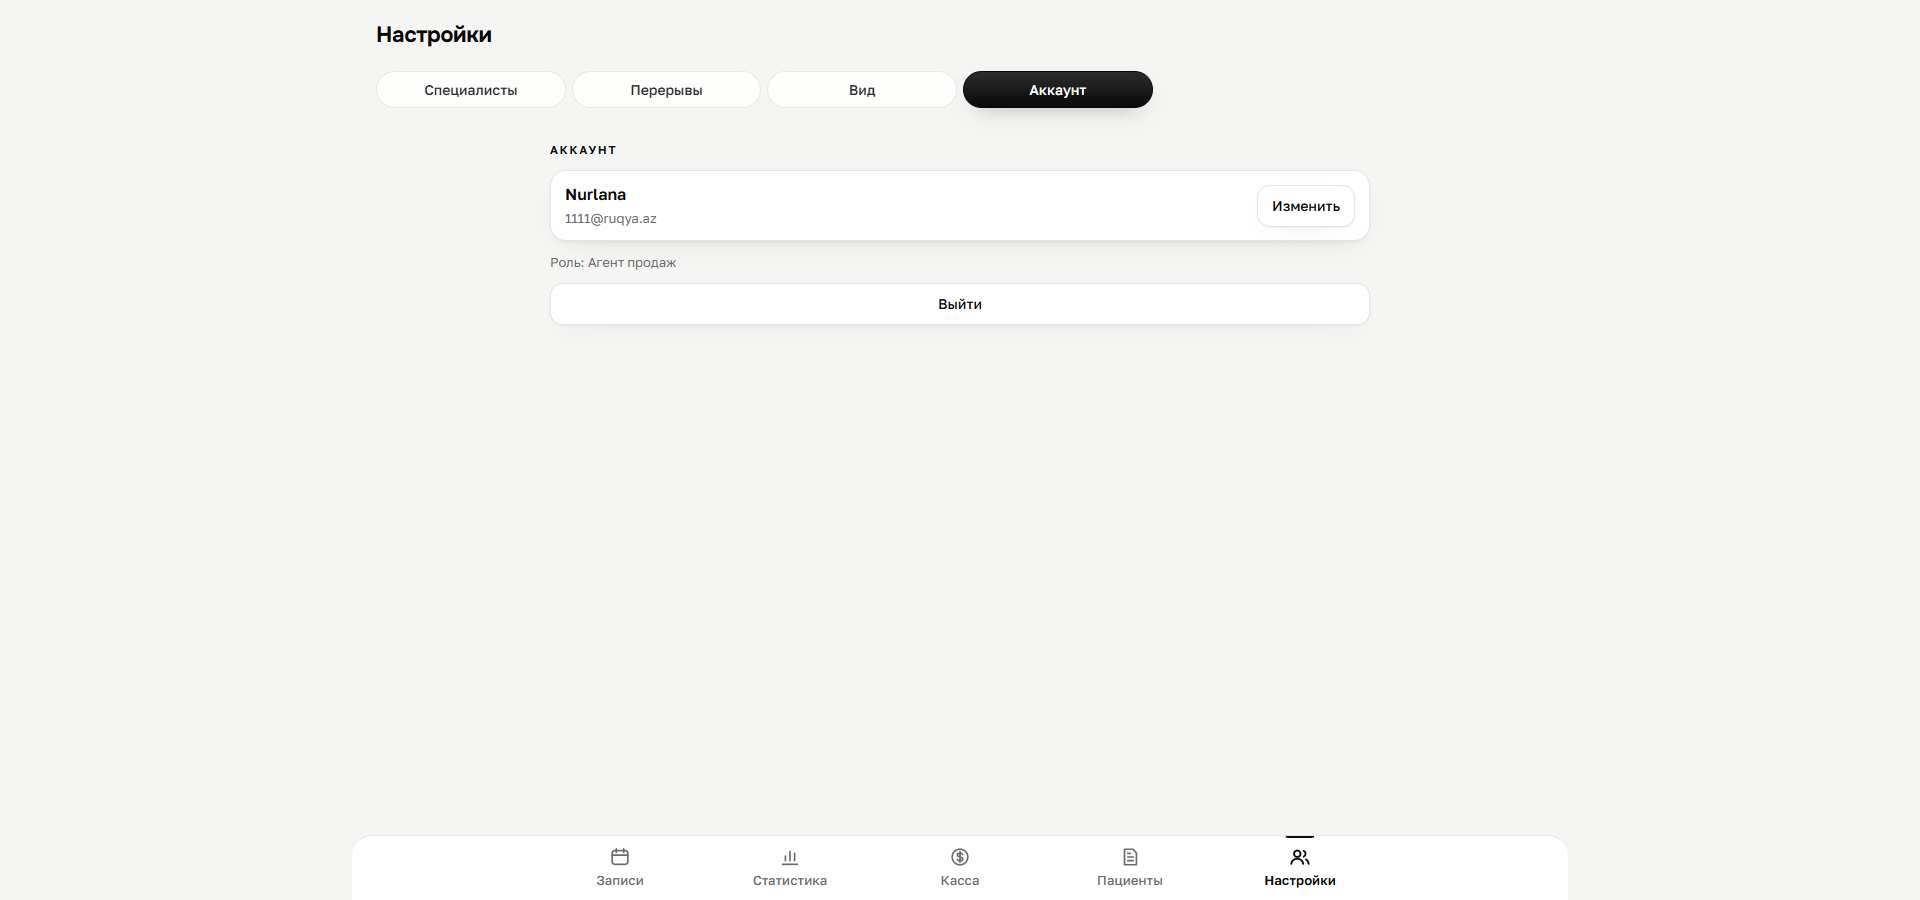 Настройки
Специалисты
Перерывы
Вид
Аккаунт
АККАУНТ
Nurlana
1111@ruqya.az
Изменить
Роль: Агент продаж
Выйти
Записи
Статистика
Касса
Пациенты
Настройки